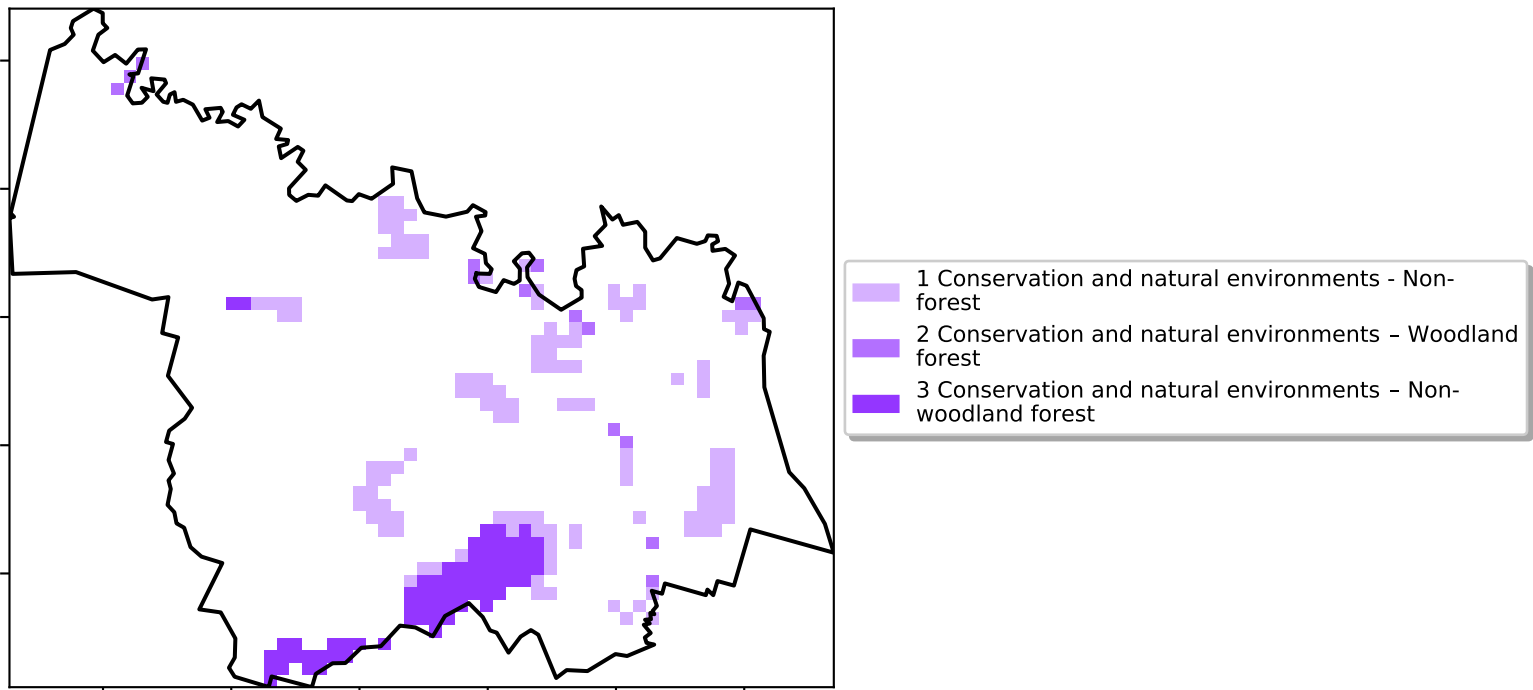 1 Conservation and natural environments - Non-
forest
2 Conservation and natural environments – Woodland
forest
3 Conservation and natural environments – Non-
woodland forest